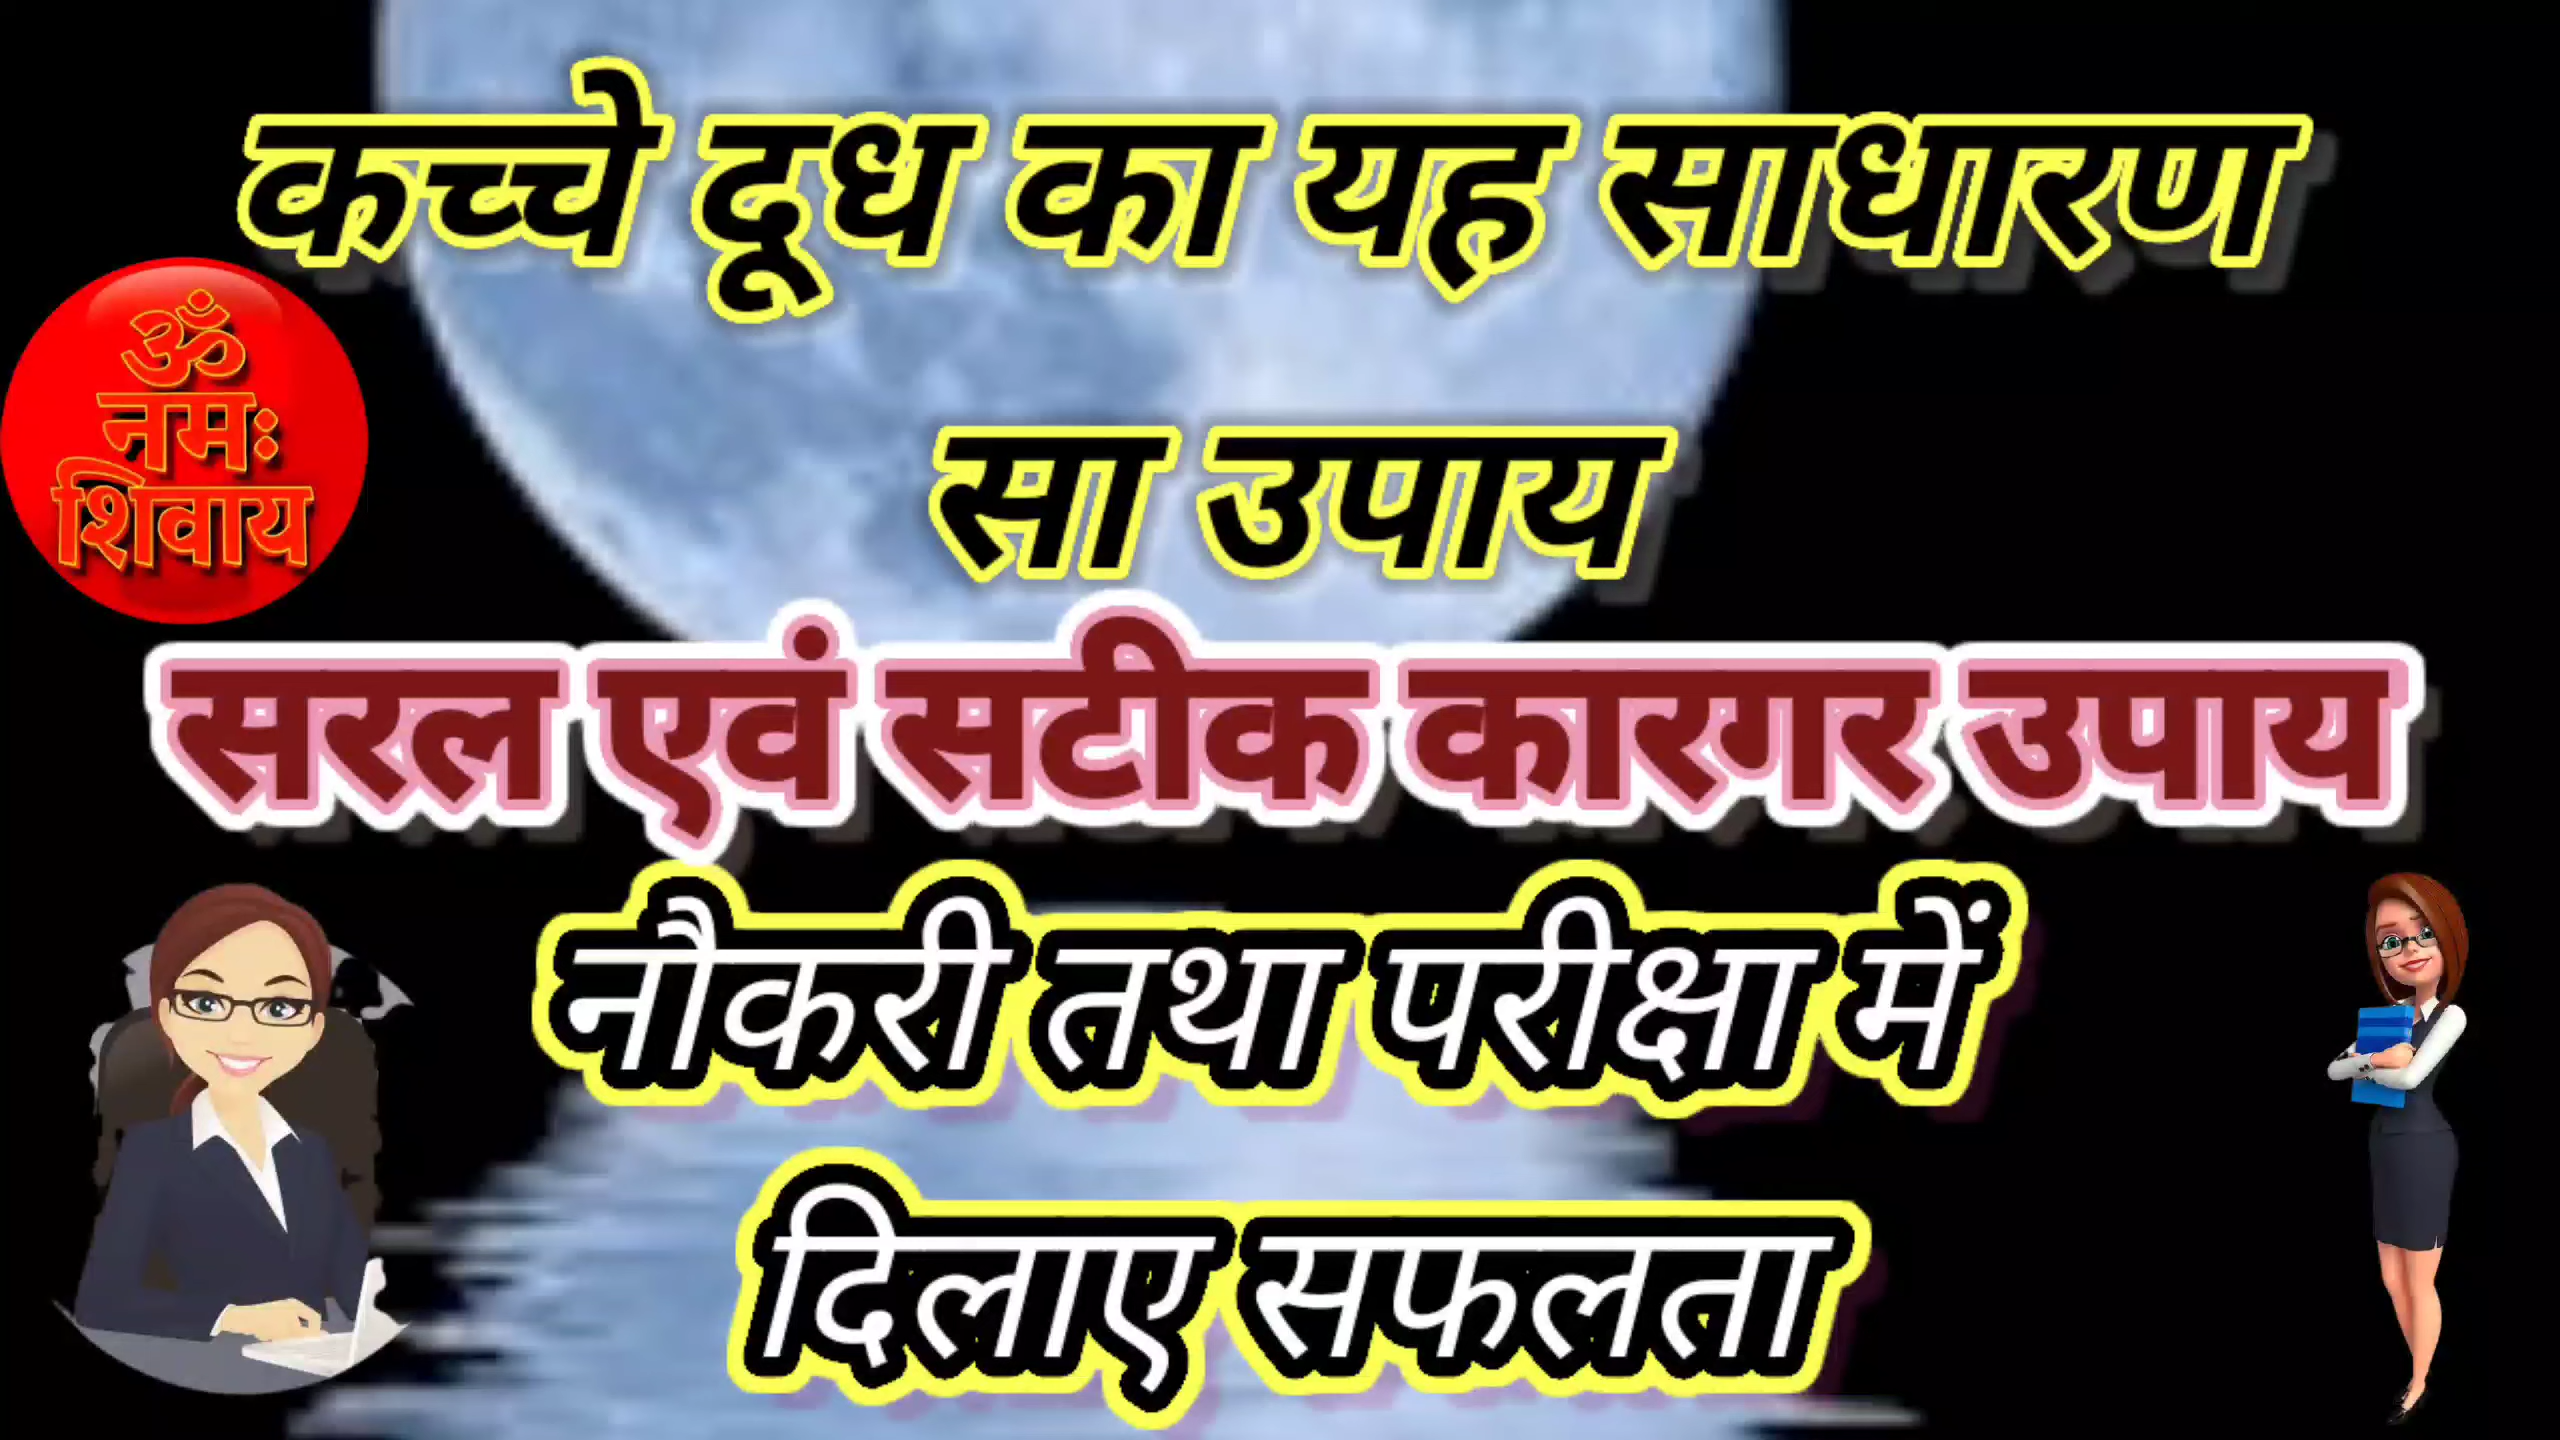 कच्चे दूध का यह साधारण
सा उपाय
ॐ
नमः
शिवाय
सरल एवं सटीक कारगर उपाय
नौकरी तथा परीक्षा में
दिलाए सफलता